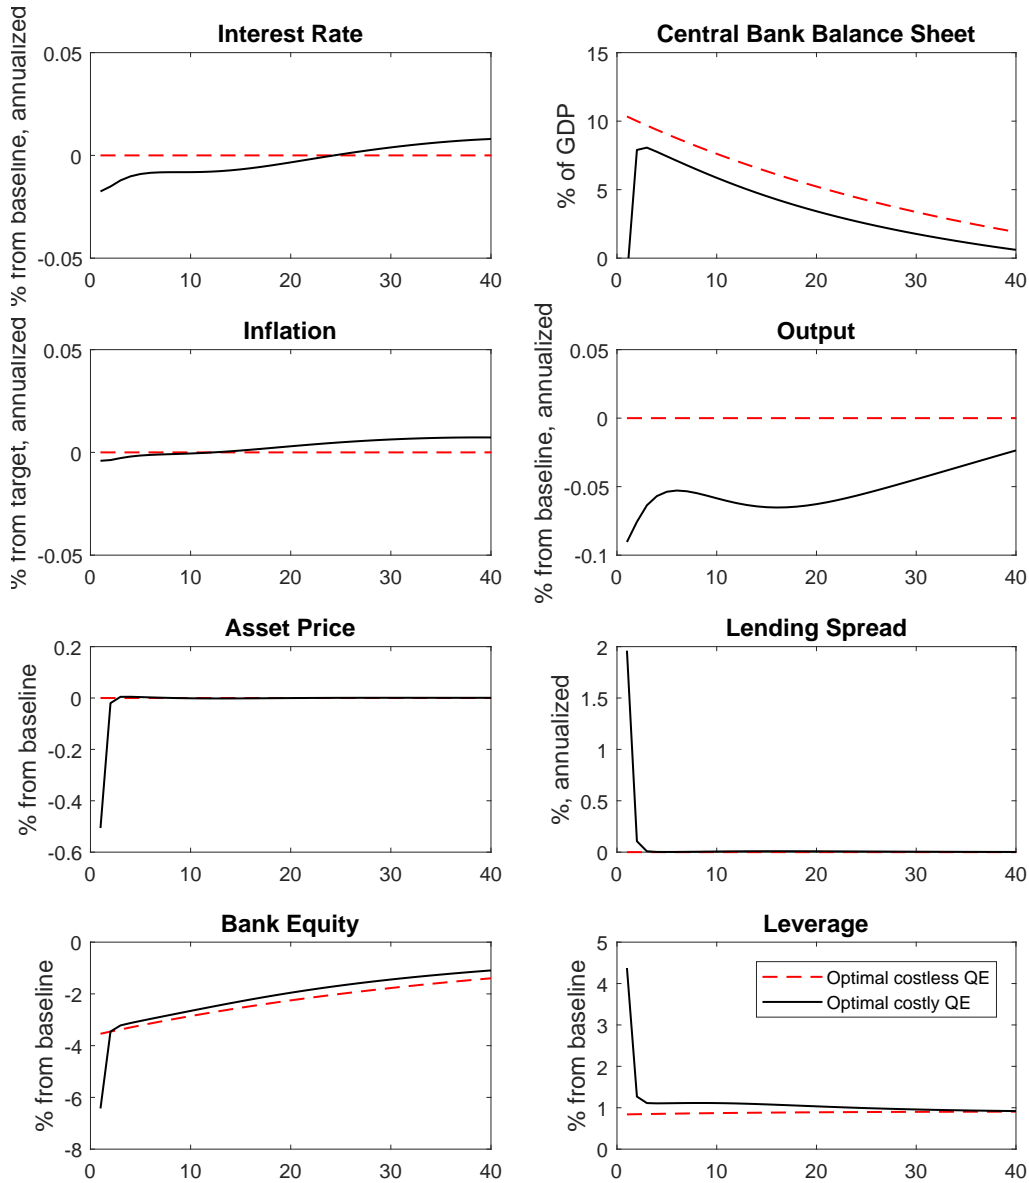 Interest Rate
% from baseline, annualized
0.05
0
-0.05
0 10 20 30 40
Central Bank Balance Sheet
% of GDP
15
10
5
0
0 10 20 30 40
Inflation
% from target, annualized
0.05
0
-0.05
0 10 20 30 40
Output
% from baseline, annualized
0.05
0
-0.05
-0.1
0 10 20 30 40
Asset Price
% from baseline
0.2
0
-0.2
-0.4
-0.6
0 10 20 30 40
Lending Spread
%, annualized
2
1.5
1
0.5
0
0 10 20 30 40
Bank Equity
% from baseline
0
-2
-4
-6
-8
0 10 20 30 40
Leverage
% from baseline
5
4
3
2
1
0
0 10 20 30 40
Optimal costless QE
Optimal costly QE